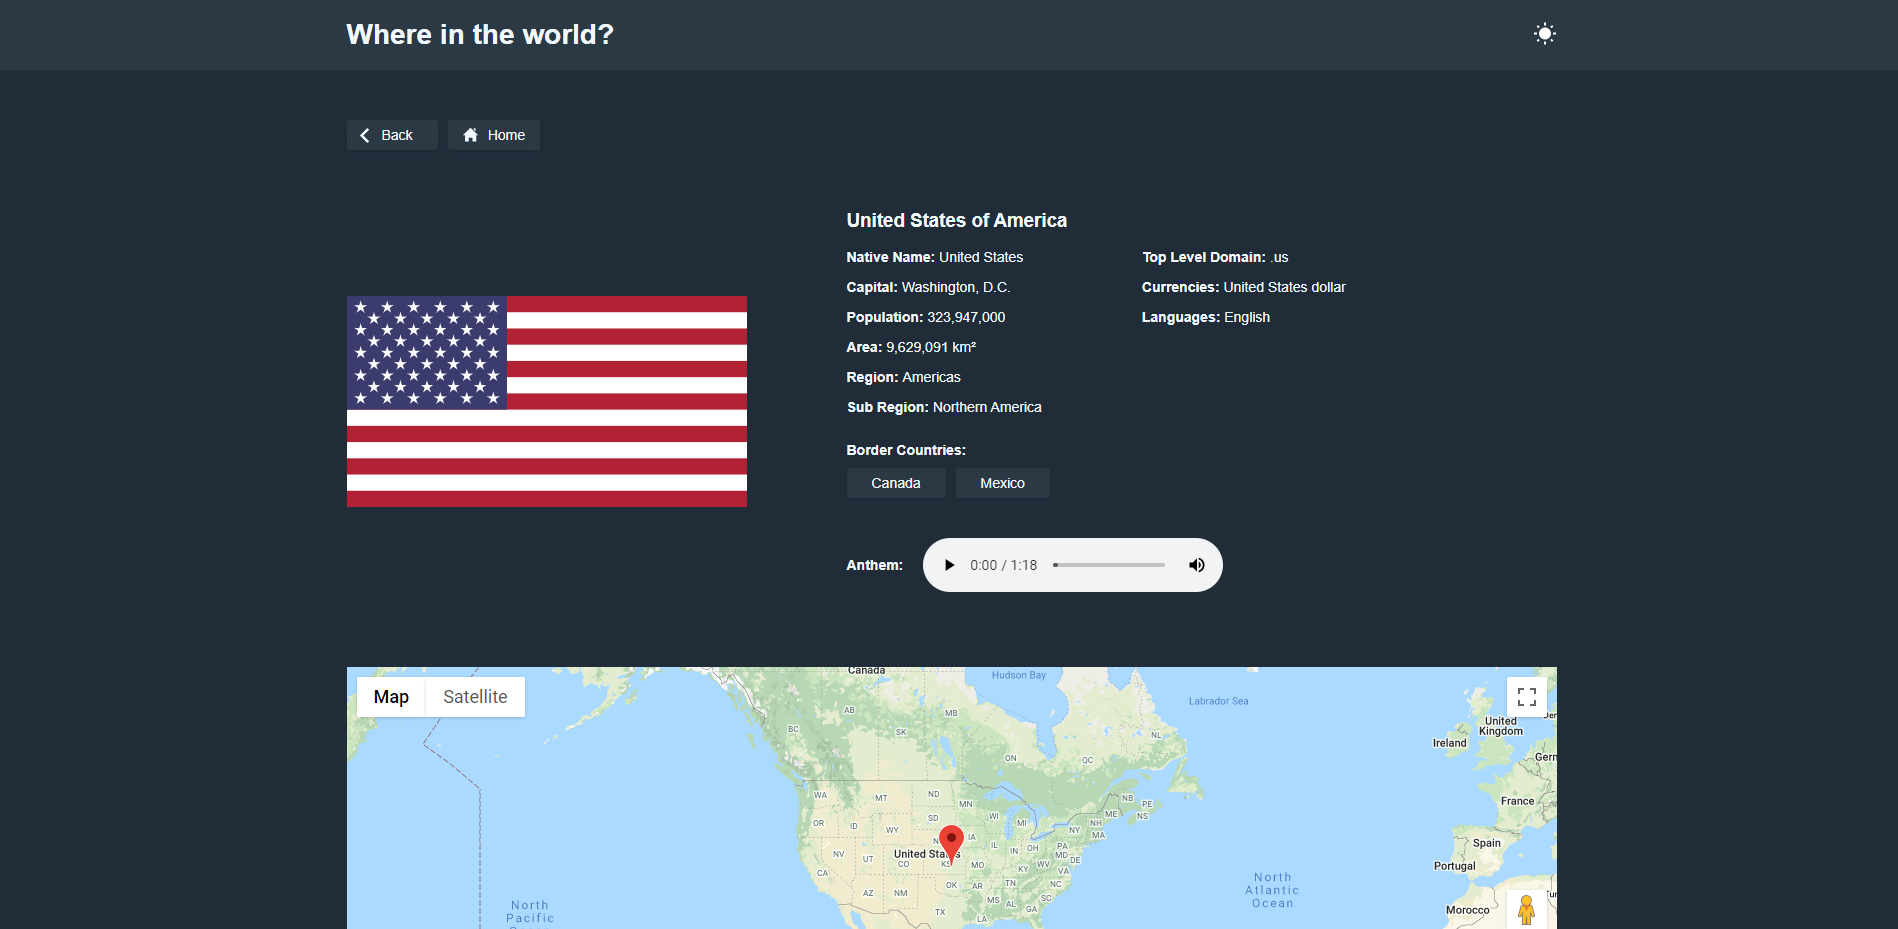 Where in the world?
Back
Home
United States of America
Native Name: United States
Capital: Washington, D.C.
Population: 323,947,000
Area: 9,629,091 km²
Region: Americas
Sub Region: Northern America
Top Level Domain: .us
Currencies: United States dollar
Languages: English
Border Countries:
Canada
Mexico
Anthem:
0:00 / 1:18
Map
Satellite
Canada
Hudson Bay
Labrador Sea
AB
MB
SK
BC
NL
ON
QC
United
Kingdom
Ireland
Gern
France
Spain
Portugal
Morocco
WA
MT
ND
MN
NB
PE
ME
NS
OR
ID
SD
WY
WI
MI
NY
NH
MA
IA
NV
UT
United States
CO
KS
MO
IL
IN
OH
PA
MD
DE
WV
VA
KY
CA
AZ
NM
OK
AR
TN
NC
SC
MS
AL
GA
TX
LA
North
Pacific
North
Atlantic
Ocean